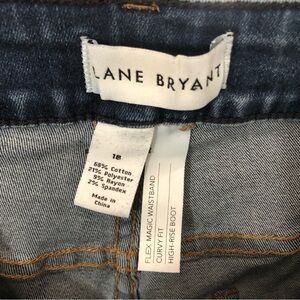 LANE BRYANT
18
68% Cotton
21% Polyester
9% Rayon
2% Spandex
Made in
China
FLEX MAGIC WAISTBAND
CURVY FIT
HIGH-RISE BOOT